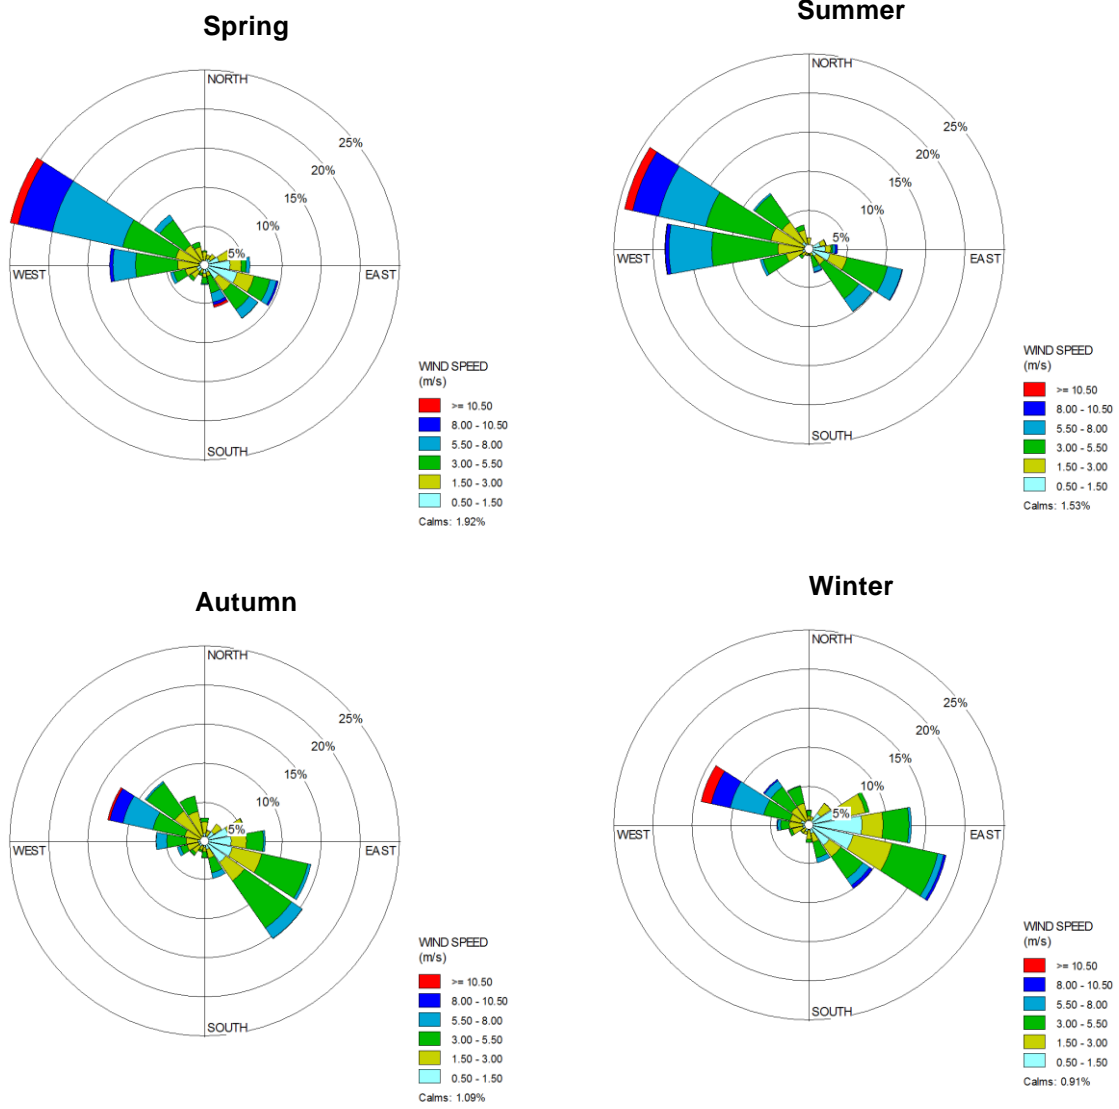 Spring
NORTH
25%
20%
15%
10%
5%
WEST
EAST
SOUTH
WIND SPEED
(m/s)
>= 10.50
8.00 - 10.50
5.50 - 8.00
3.00 - 5.50
1.50 - 3.00
0.50 - 1.50
Calms: 1.92%
Summer
NORTH
25%
20%
15%
10%
5%
WEST
EAST
SOUTH
WIND SPEED
(m/s)
>= 10.50
8.00 - 10.50
5.50 - 8.00
3.00 - 5.50
1.50 - 3.00
0.50 - 1.50
Calms: 1.53%
Autumn
NORTH
25%
20%
15%
10%
5%
WEST
EAST
SOUTH
WIND SPEED
(m/s)
>= 10.50
8.00 - 10.50
5.50 - 8.00
3.00 - 5.50
1.50 - 3.00
0.50 - 1.50
Calms: 1.09%
Winter
NORTH
25%
20%
15%
10%
5%
WEST
EAST
SOUTH
WIND SPEED
(m/s)
>= 10.50
8.00 - 10.50
5.50 - 8.00
3.00 - 5.50
1.50 - 3.00
0.50 - 1.50
Calms: 0.91%